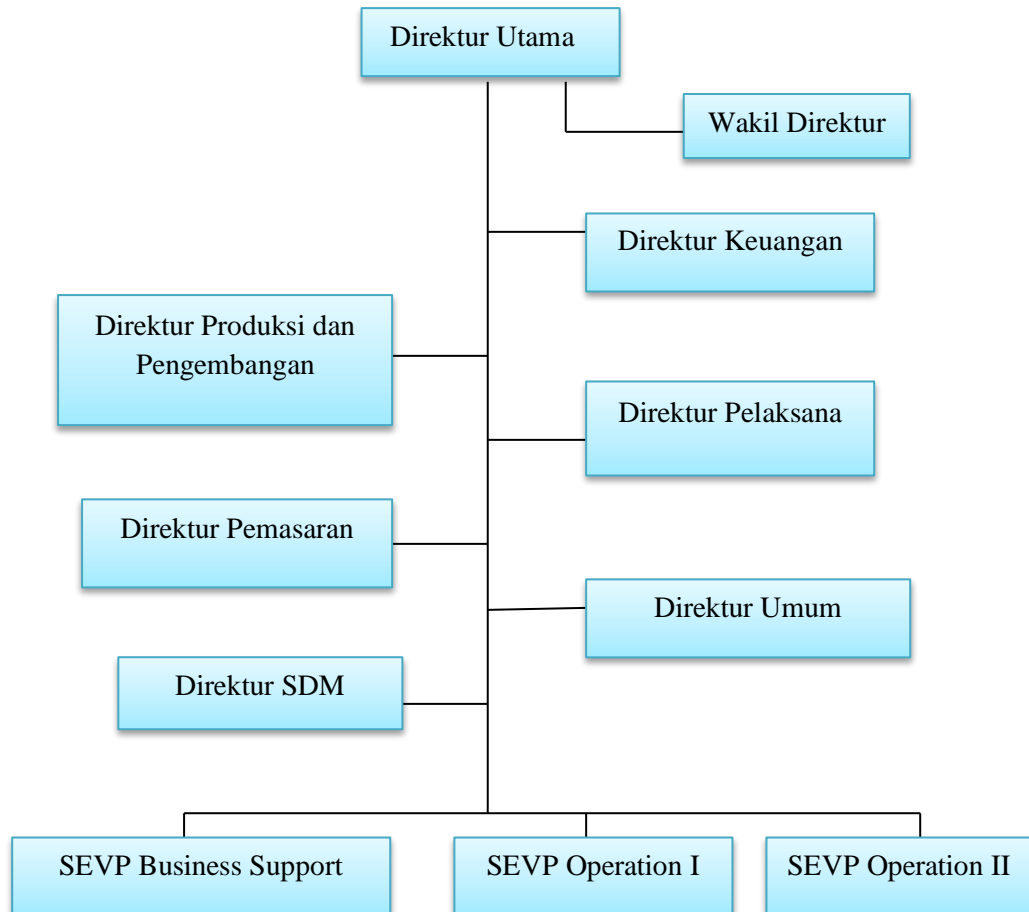 Direktur Utama
Wakil Direktur
Direktur Keuangan
Direktur Produksi dan
Pengembangan
Direktur Pelaksana
Direktur Pemasaran
Direktur Umum
Direktur SDM
SEVP Business Support
SEVP Operation I
SEVP Operation II